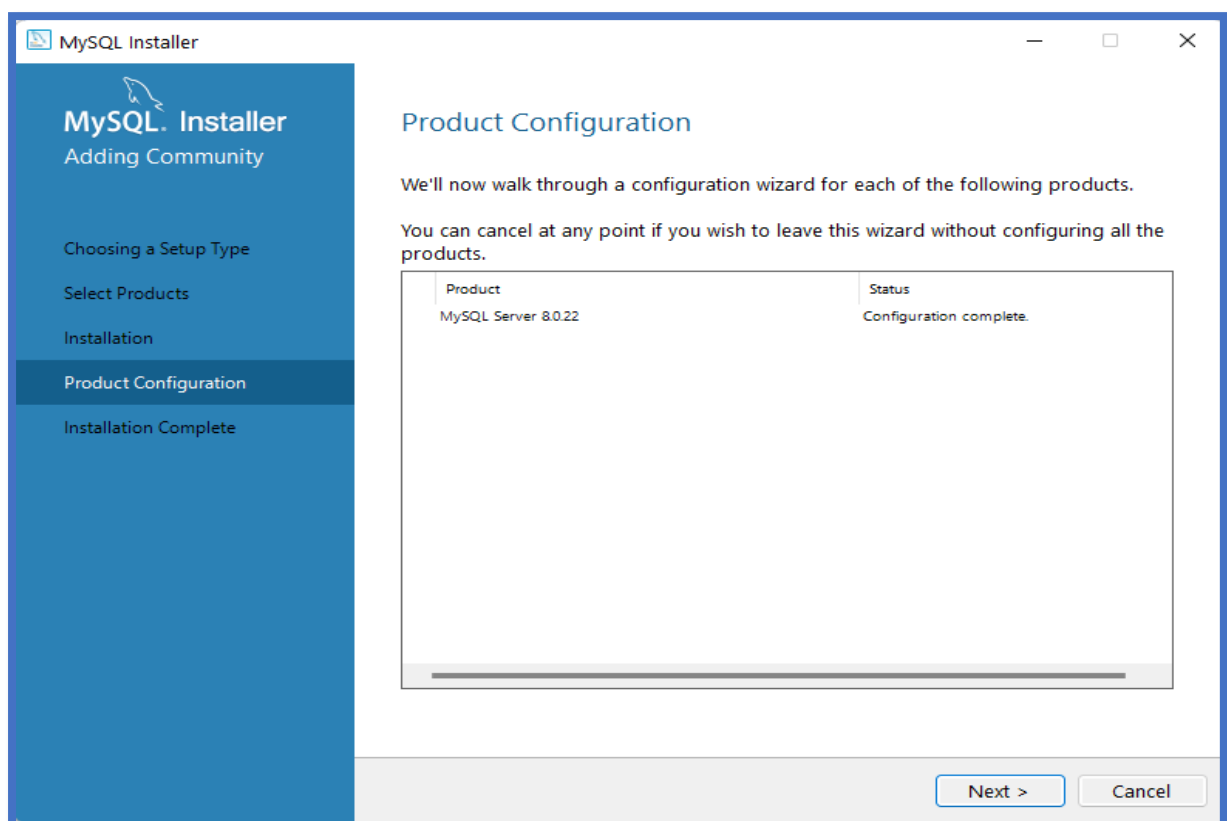 MySQL Installer
MySQL. Installer
Adding Community
Choosing a Setup Type
Select Products
Installation
Product Configuration
Installation Complete
Product Configuration
We'll now walk through a configuration wizard for each of the following products.
You can cancel at any point if you wish to leave this wizard without configuring all the
products.
Product Status
MySQL Server 8.0.22 Configuration complete.
Next > Cancel